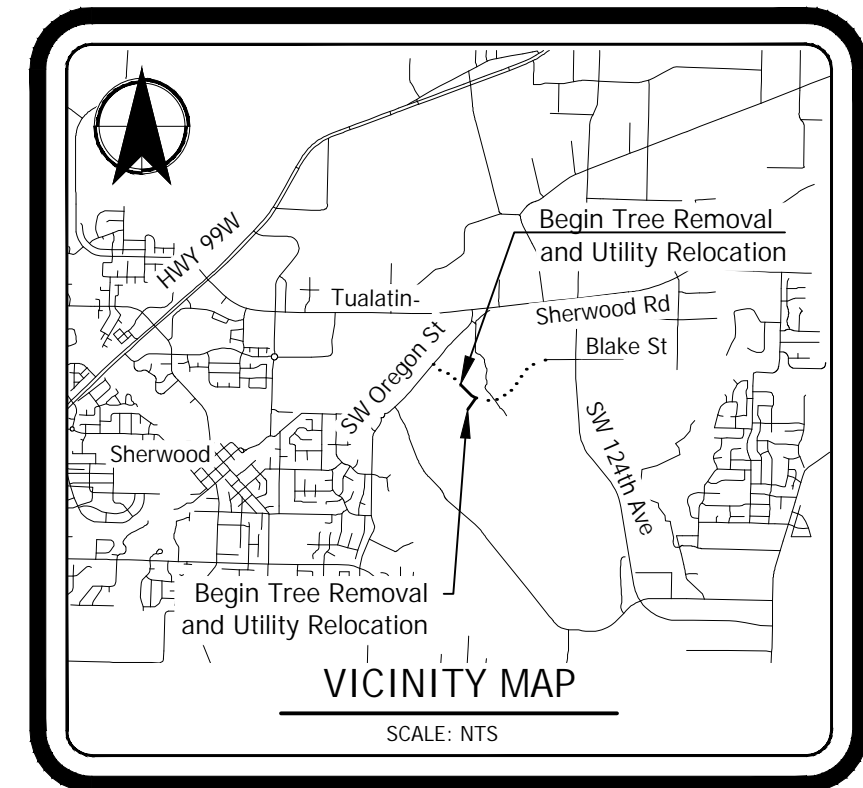 Begin Tree Removal
and Utility Relocation
HWY 99W
Tualatin-
Sherwood Rd
Blake St
SW Oregon St
SW 124th Ave
Sherwood
Begin Tree Removal
and Utility Relocation
VICINITY MAP
SCALE: NTS